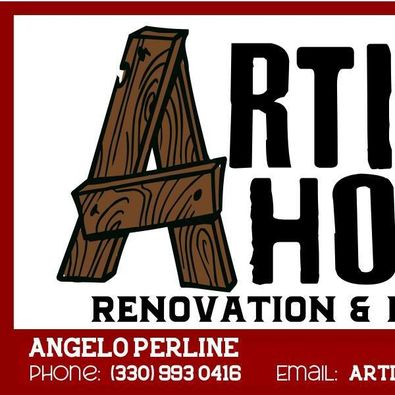 ARTI
HO
RENOVATION &
ANGELO PERLINE
PHONE: (330) 993 0416 EMAIL: ARTI